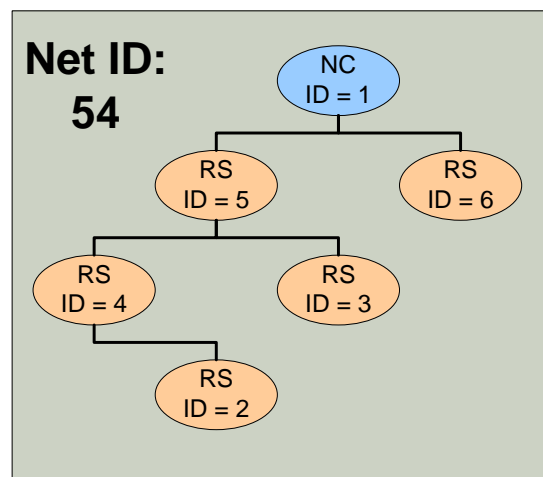 Net ID:
54
NC
ID = 1
RS
ID = 5
RS
ID = 6
RS
ID = 4
RS
ID = 3
RS
ID = 2